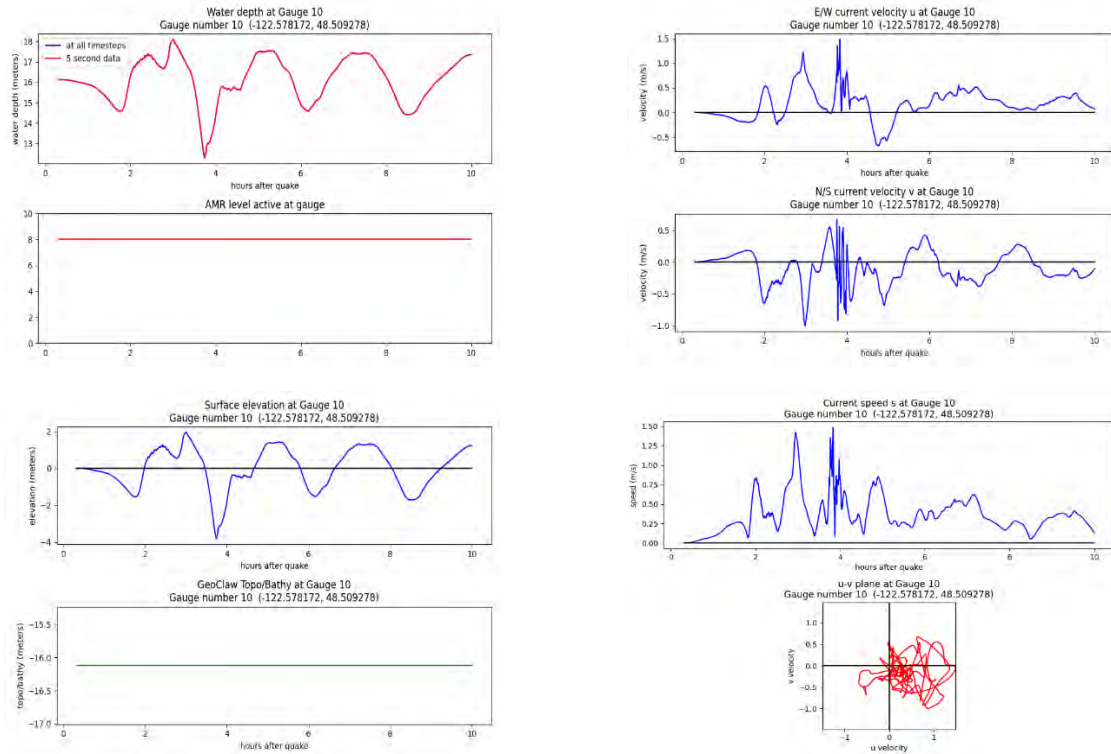 Water depth at Gauge 10
Gauge number 10 (-122.578172, 48.509278)
at all timesteps
5 second data
water depth (meters)
18
17
16
15
14
13
0 2 4 6 8 10
hours after quake
AMR level active at gauge
10
8
6
4
2
0
0 2 4 6 8 10
Surface elevation at Gauge 10
Gauge number 10 (-122.578172, 48.509278)
elevation (meters)
2
0
−2
−4
0 2 4 6 8 10
hours after quake
GeoClaw Topo/Bathy at Gauge 10
Gauge number 10 (-122.578172, 48.509278)
topo/bathy (meters)
−15.5
−16.0
−16.5
−17.0
0 2 4 6 8 10
hours after quake
E/W current velocity u at Gauge 10
Gauge number 10 (-122.578172, 48.509278)
velocity (m/s)
1.5
1.0
0.5
0.0
−0.5
0 2 4 6 8 10
hours after quake
N/S current velocity v at Gauge 10
Gauge number 10 (-122.578172, 48.509278)
velocity (m/s)
0.5
0.0
−0.5
−1.0
0 2 4 6 8 10
hours after quake
Current speed s at Gauge 10
Gauge number 10 (-122.578172, 48.509278)
speed (m/s)
1.50
1.25
1.00
0.75
0.50
0.25
0.00
0 2 4 6 8 10
hours after quake
u-v plane at Gauge 10
Gauge number 10 (-122.578172, 48.509278)
v velocity
1.0
0.5
0.0
−0.5
−1.0
−1 0 1
u velocity